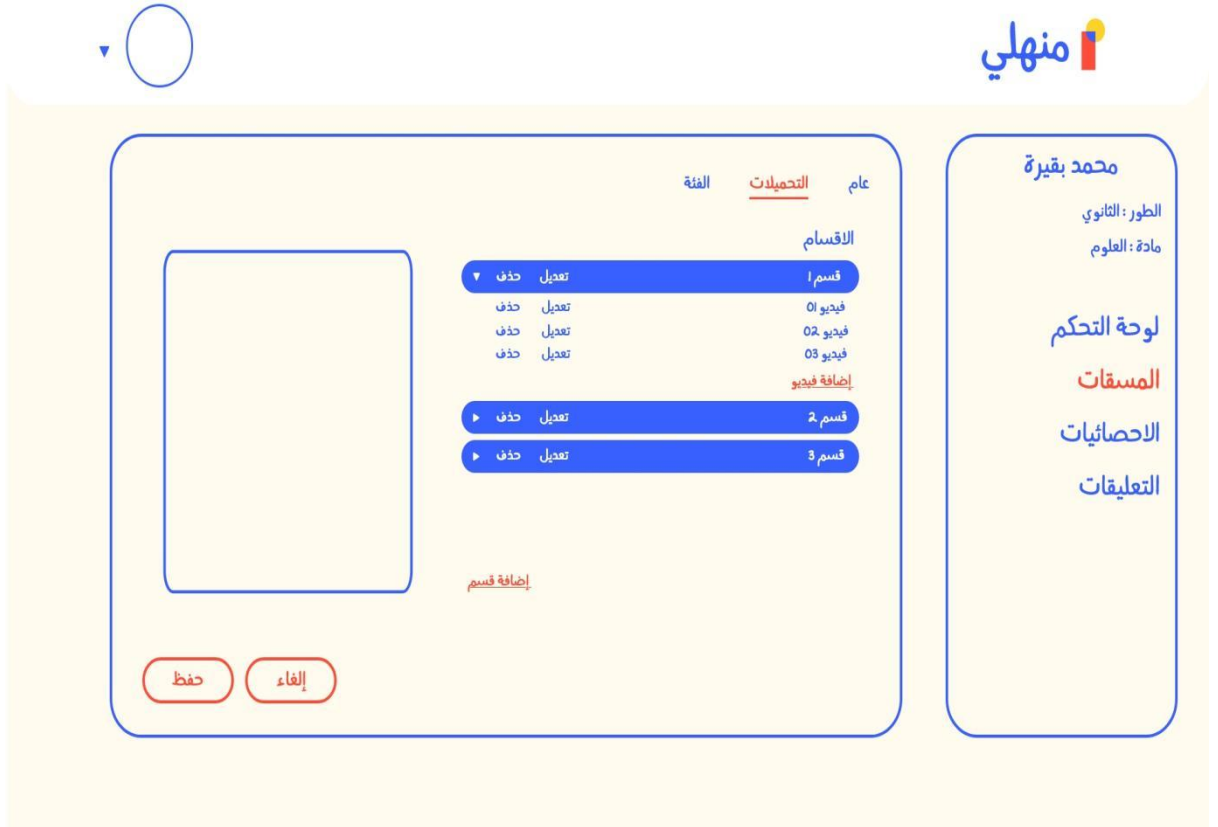 منهلي
محمد بقيرة
الطور : الثانوي
مادة : العلوم
لوحة التحكم
المسقات
الاحصائيات
التعليقات
عام التحميلات الفئة
الاقسام
قسم 1 تعديل حذف
فيديو 01 تعديل حذف
فيديو 02 تعديل حذف
فيديو 03 تعديل حذف
إضافة فيديو
قسم 2 تعديل حذف
قسم 3 تعديل حذف
إضافة قسم
إلغاء حفظ